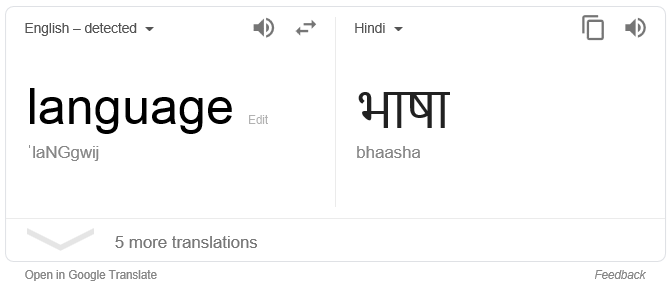 English – detected
Hindi
language Edit
ˈlaNGgwij
भाषा
bhaasha
5 more translations
Open in Google Translate
Feedback